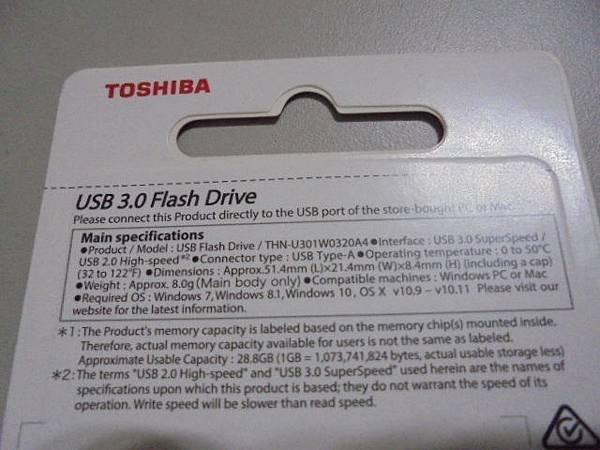 TOSHIBA
USB 3.0 Flash Drive
Please connect this Product directly to the USB port of the store-bought PC or Mac.
Main specifications
●Product / Model : USB Flash Drive / THN-U301W0320A4 ●Interface : USB 3.0 SuperSpeed /
USB 2.0 High-speed*2 ●Connector type : USB Type-A ●Operating temperature : 0 to 50°C
(32 to 122°F) ●Dimensions : Approx.51.4mm (L)×21.4mm (W)×8.4mm (H) (including a cap)
●Weight : Approx. 8.0g (Main body only) ●Compatible machines : Windows PC or Mac
●Required OS : Windows 7, Windows 8.1, Windows 10, OS X v10.9 – v10.11 Please visit our
website for the latest information.
*1 : The Product's memory capacity is labeled based on the memory chip(s) mounted inside.
Therefore, actual memory capacity available for users is not the same as labeled.
Approximate Usable Capacity : 28.8GB (1GB = 1,073,741,824 bytes, actual usable storage less)
*2 : The terms "USB 2.0 High-speed" and "USB 3.0 SuperSpeed" used herein are the names of
specifications upon which this product is based; they do not warrant the speed of its
operation. Write speed will be slower than read speed.